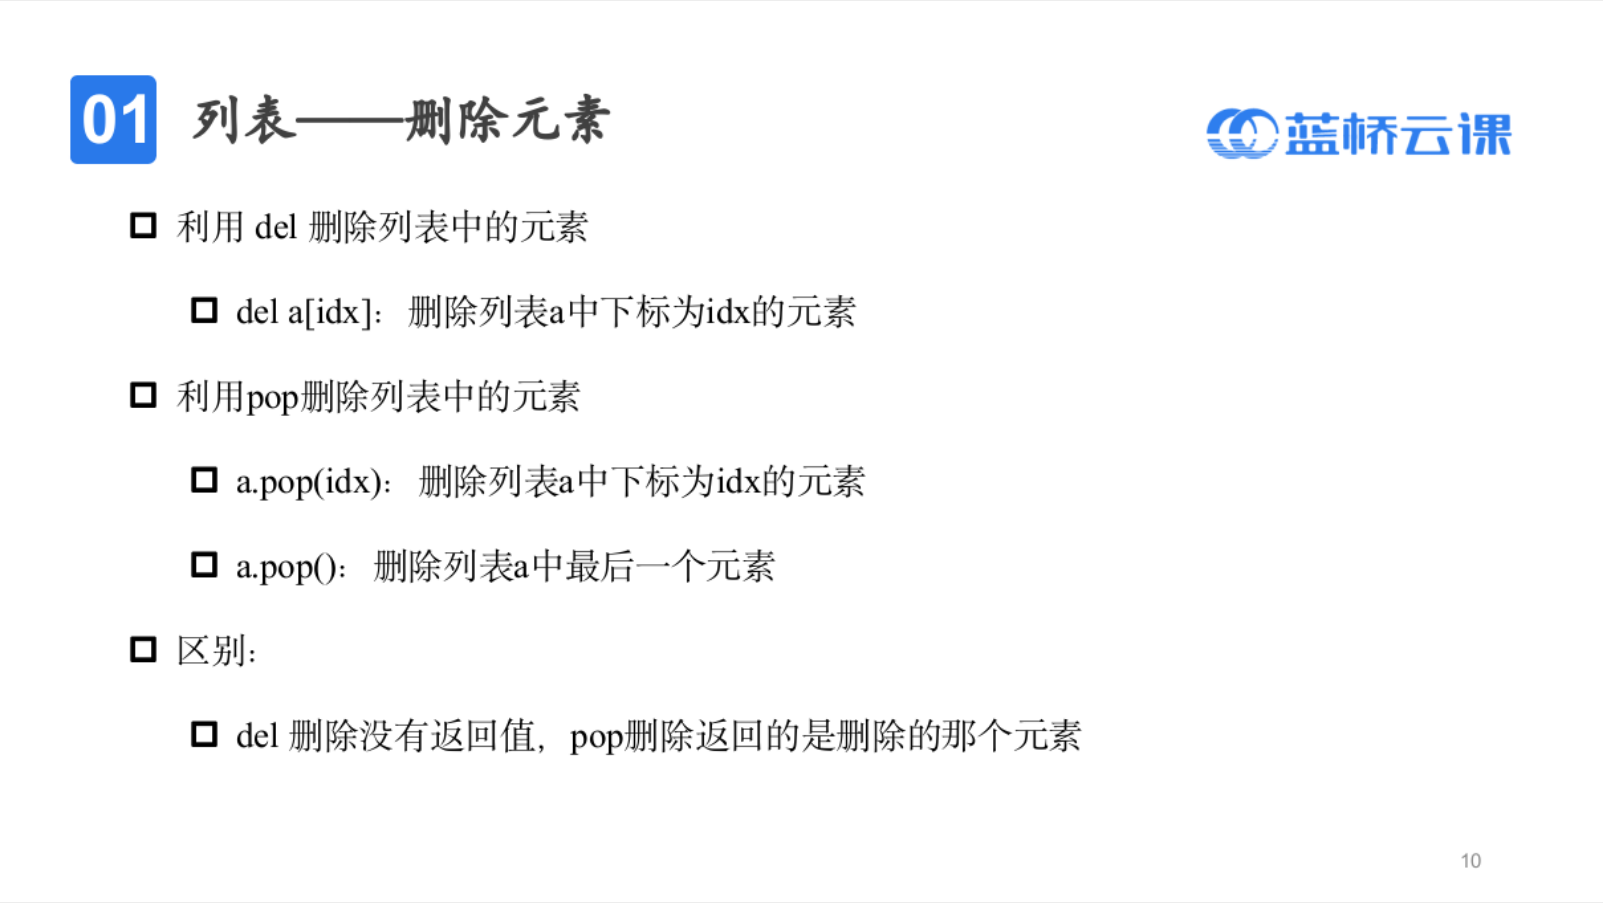 01 列表——删除元素
蓝桥云课
利用 del 删除列表中的元素
del a[idx]：删除列表a中下标为idx的元素
利用pop删除列表中的元素
a.pop(idx)：删除列表a中下标为idx的元素
a.pop()：删除列表a中最后一个元素
区别：
del 删除没有返回值，pop删除返回的是删除的那个元素
10